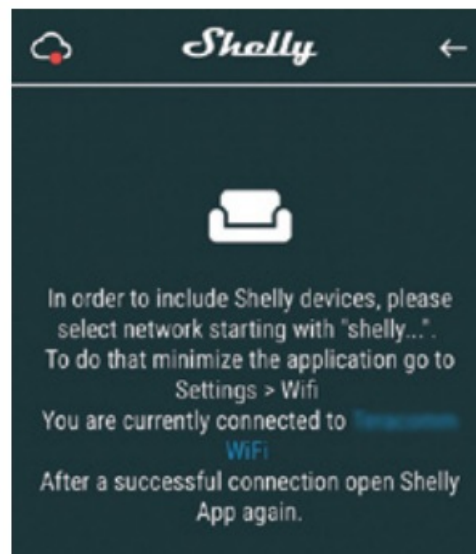 Shelly
In order to include Shelly devices, please
select network starting with "shelly...".
To do that minimize the application go to
Settings > Wifi
You are currently connected to
WiFi
After a successful connection open Shelly
App again.